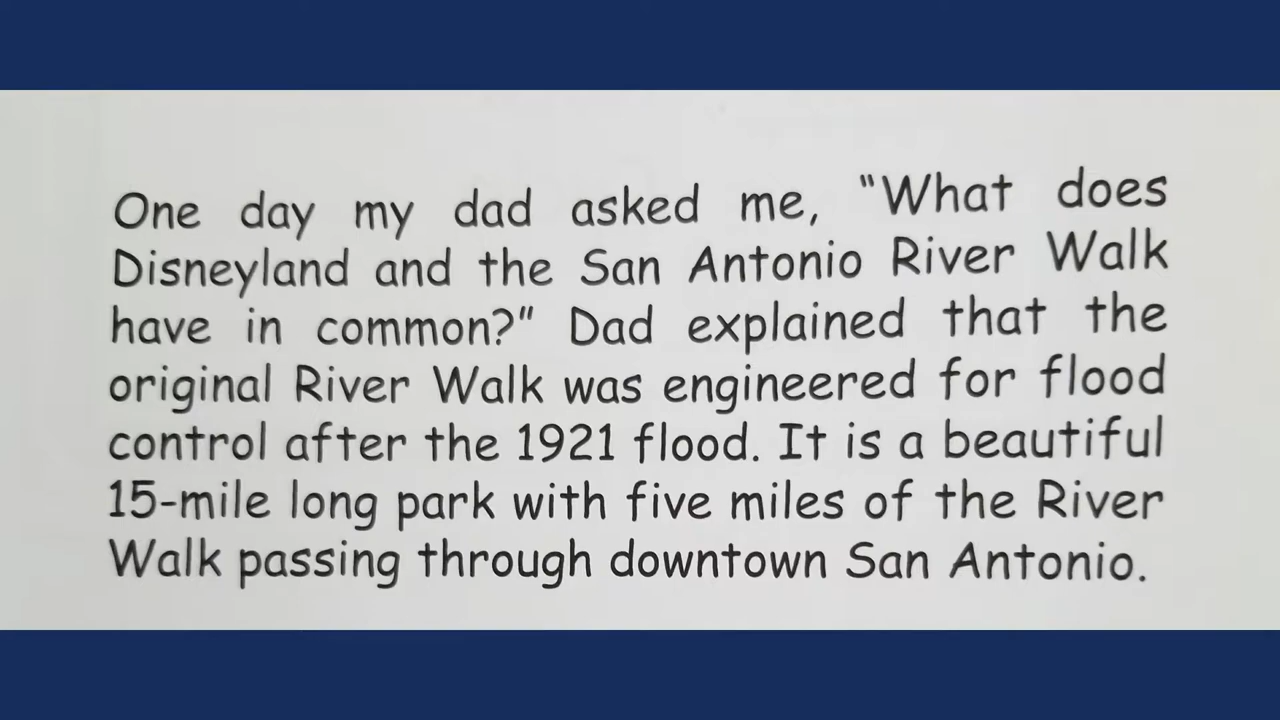 One day my dad asked me, "What does
Disneyland and the San Antonio River Walk
have in common?" Dad explained that the
original River Walk was engineered for flood
control after the 1921 flood. It is a beautiful
15-mile long park with five miles of the River
Walk passing through downtown San Antonio.